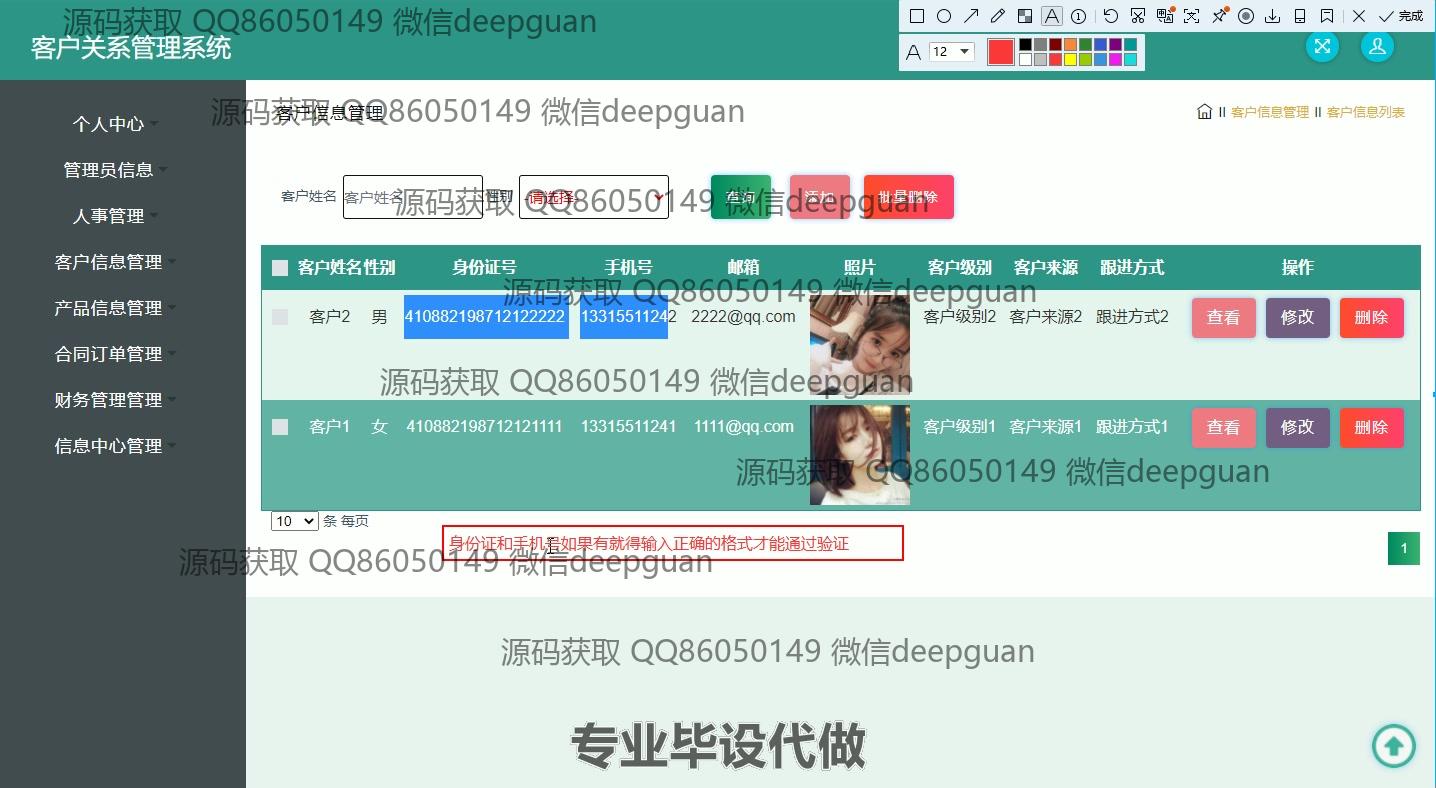 源码获取 QQ86050149 微信deepguan
客户关系管理系统
完成
A 12
个人中心
管理员信息
人事管理
客户信息管理
产品信息管理
合同订单管理
财务管理管理
信息中心管理
源码获取 QQ86050149 微信deepguan
客户信息管理
客户信息管理 客户信息列表
客户姓名 客户姓名 性别 -请选择- 查询 添加 批量删除
源码获取 QQ86050149 微信deepguan
客户姓名 性别 身份证号 手机号 邮箱 照片 客户级别 客户来源 跟进方式 操作
源码获取 QQ86050149 微信deepguan
客户2 男 410882198712122222 13315511242 2222@qq.com 客户级别2 客户来源2 跟进方式2 查看 修改 删除
源码获取 QQ86050149 微信deepguan
客户1 女 410882198712121111 13315511241 1111@qq.com 客户级别1 客户来源1 跟进方式1 查看 修改 删除
源码获取 QQ86050149 微信deepguan
10 条 每页
身份证和手机号如果有就得输入正确的格式才能通过验证
1
源码获取 QQ86050149 微信deepguan
源码获取 QQ86050149 微信deepguan
专业毕设代做